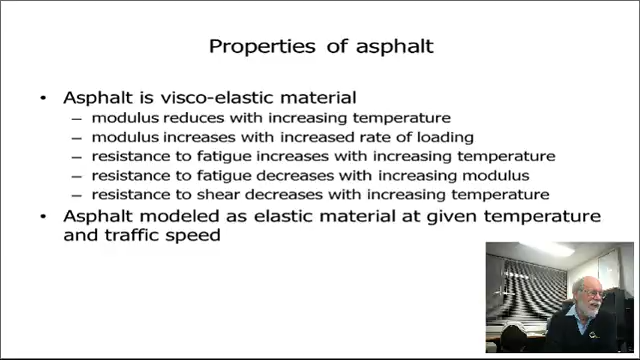 Properties of asphalt
• Asphalt is visco-elastic material
– modulus reduces with increasing temperature
– modulus increases with increased rate of loading
– resistance to fatigue increases with increasing temperature
– resistance to fatigue decreases with increasing modulus
– resistance to shear decreases with increasing temperature
• Asphalt modeled as elastic material at given temperature
and traffic speed